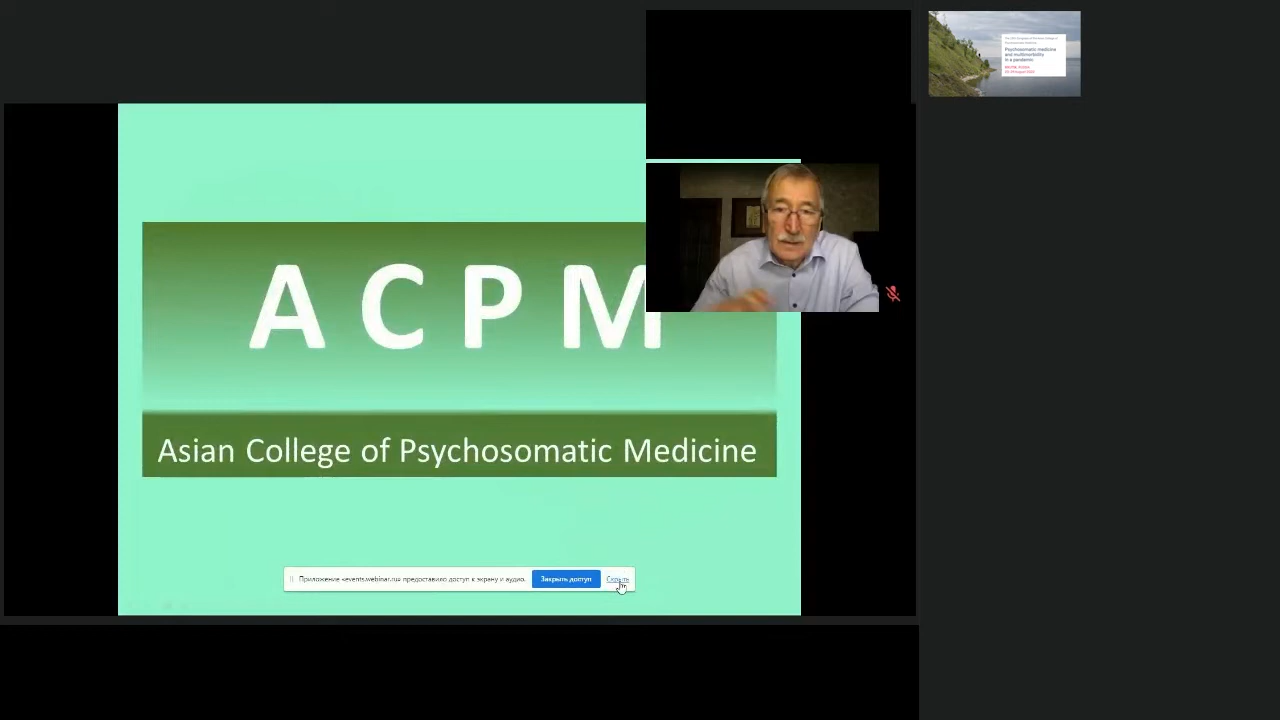 A C P M
Asian College of Psychosomatic Medicine
Приложение «events.webinar.ru» предоставило доступ к экрану и аудио.
Закрыть доступ
Скрыть
Psychosomatic medicine
and multimorbidity
in a pandemic